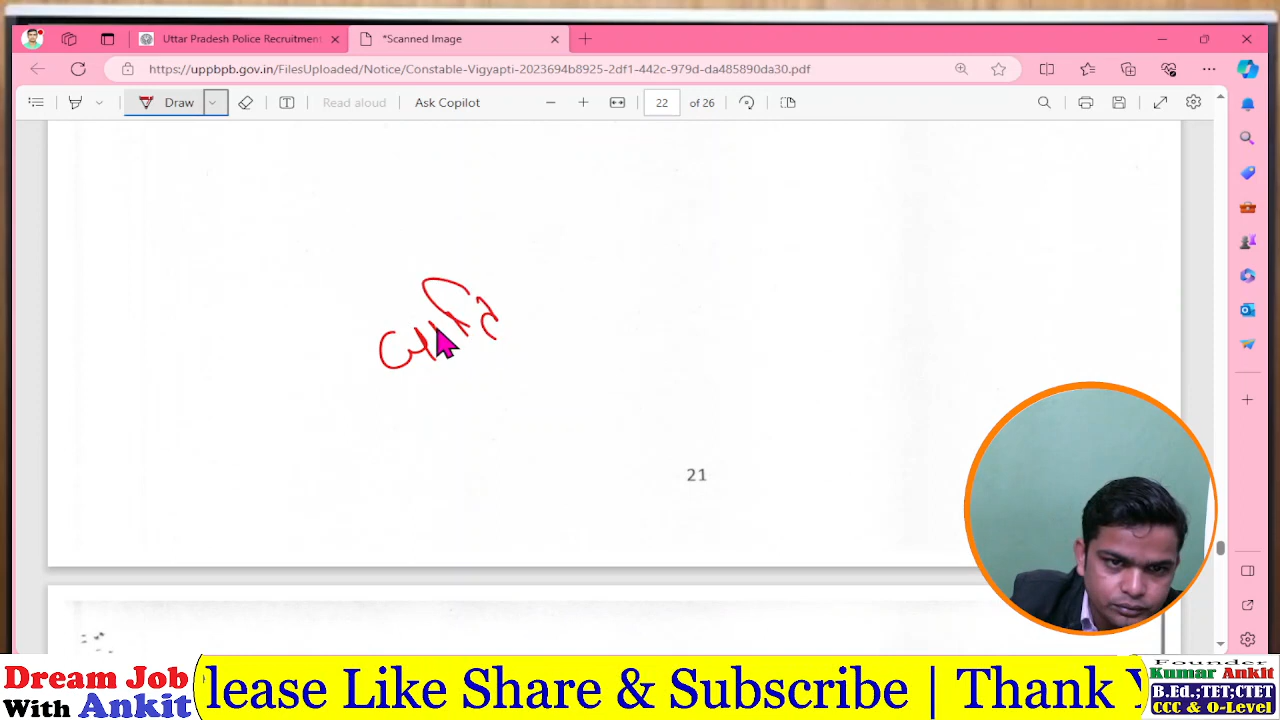 Uttar Pradesh Police Recruitment
*Scanned Image
https://uppbpb.gov.in/FilesUploaded/Notice/Constable-Vigyapti-2023694b8925-2df1-442c-979d-da485890da30.pdf
Draw
Read aloud
Ask Copilot
22 of 26
21
Dream Job
With Ankit
lease Like Share & Subscribe | Thank Y
Founder
Kumar Ankit
B.Ed.;TET;CTET
CCC & O-Level